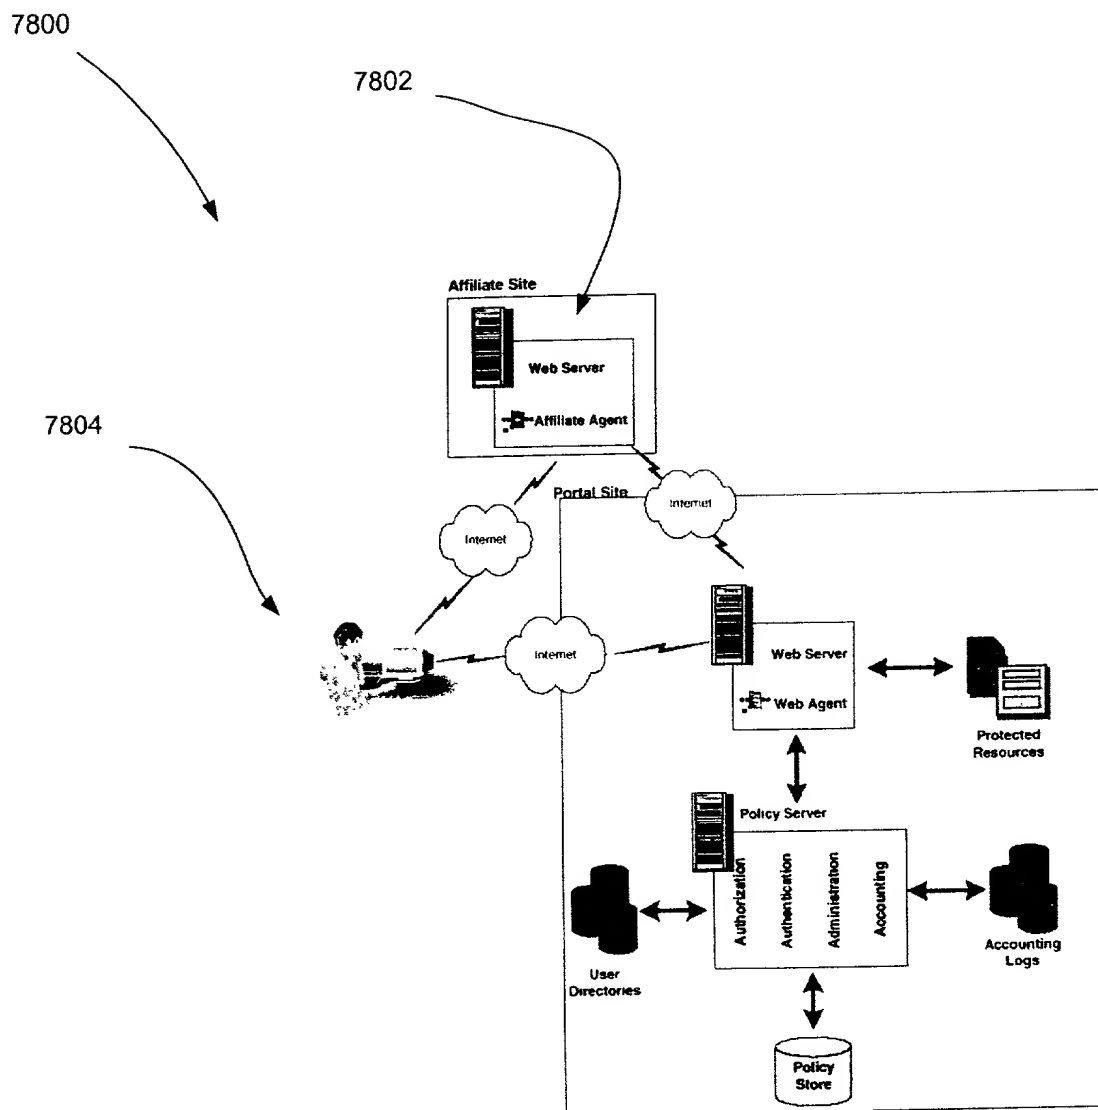 7800
7802
Affiliate Site
Web Server
Affiliate Agent
7804
Portal Site
Internet
Internet
Internet
Web Server
Web Agent
Protected
Resources
Policy Server
Authorization
Authentication
Administration
Accounting
User
Directories
Accounting
Logs
Policy
Store